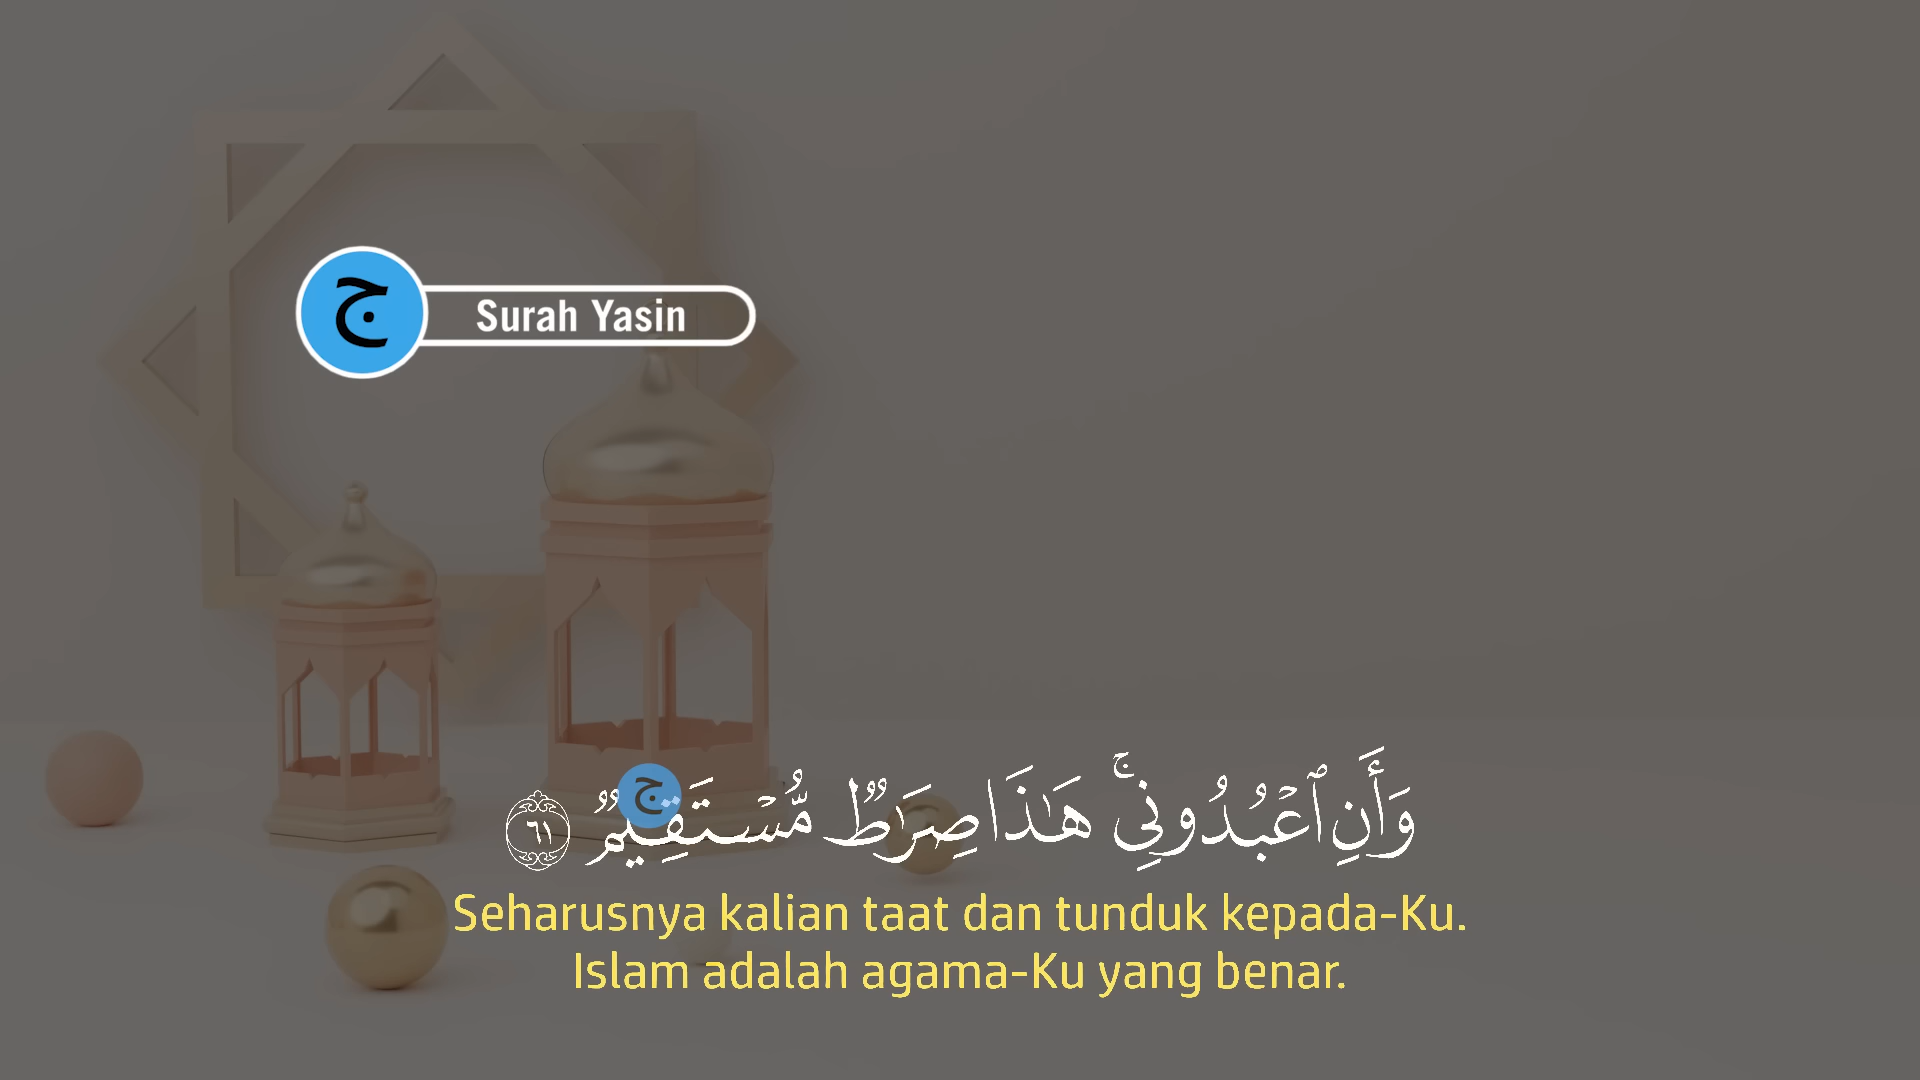 ج
Surah Yasin
وَأَنِ ٱعْبُدُونِى ۚ هَـٰذَا صِرَٰطٌ مُّسْتَقِيمٌ ٦١
ج
Seharusnya kalian taat dan tunduk kepada-Ku.
Islam adalah agama-Ku yang benar.